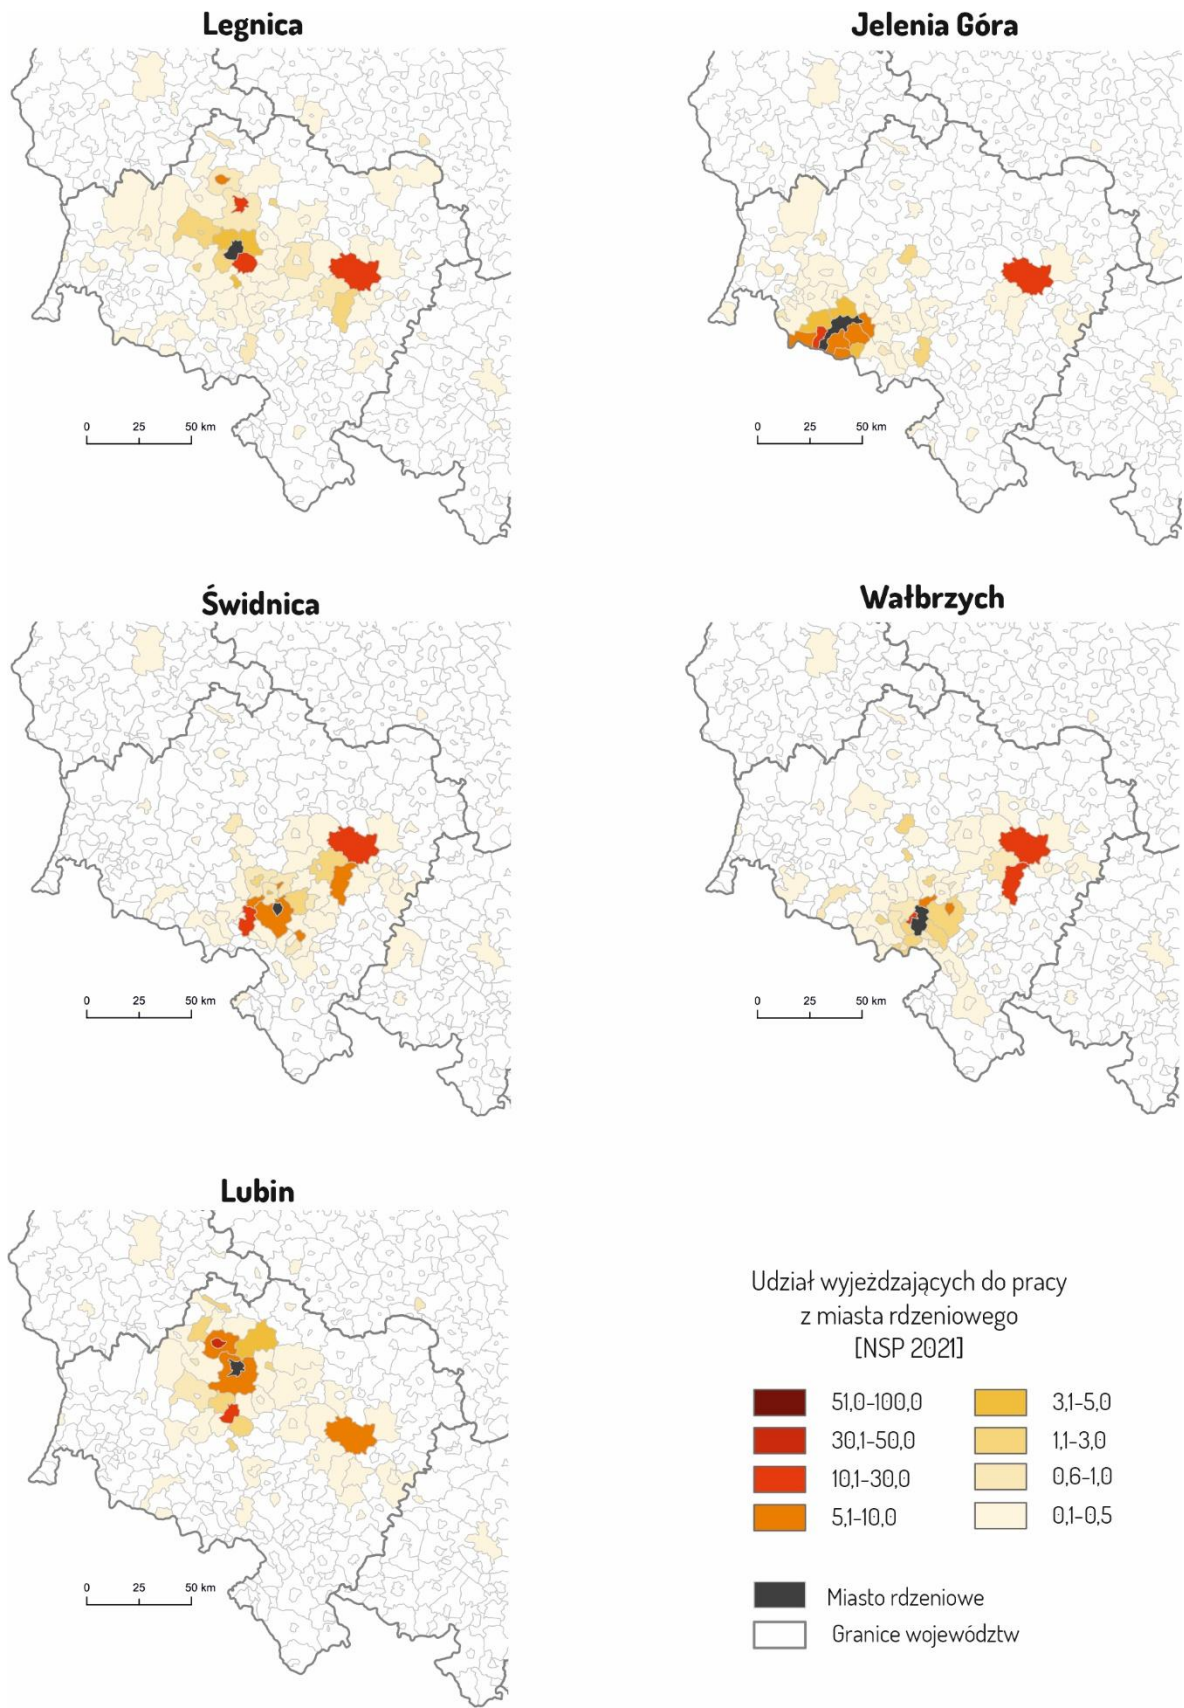 Legnica
Jelenia Góra
0 25 50 km
0 25 50 km
Świdnica
Wałbrzych
0 25 50 km
0 25 50 km
Lubin
0 25 50 km
Udział wyjeżdzających do pracy
z miasta rdzeniowego
[NSP 2021]
51,0-100,0
3,1-5,0
30,1-50,0
1,1-3,0
10,1-30,0
0,6-1,0
5,1-10,0
0,1-0,5
Miasto rdzeniowe
Granice województw